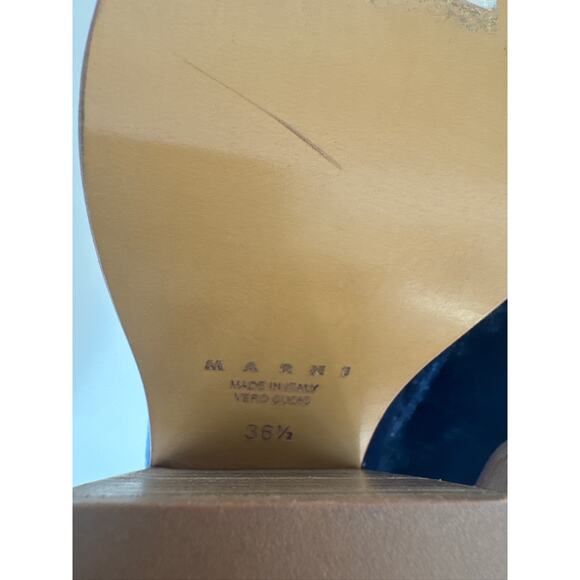 MARNI
MADE IN ITALY
VERO CUOIO
36½